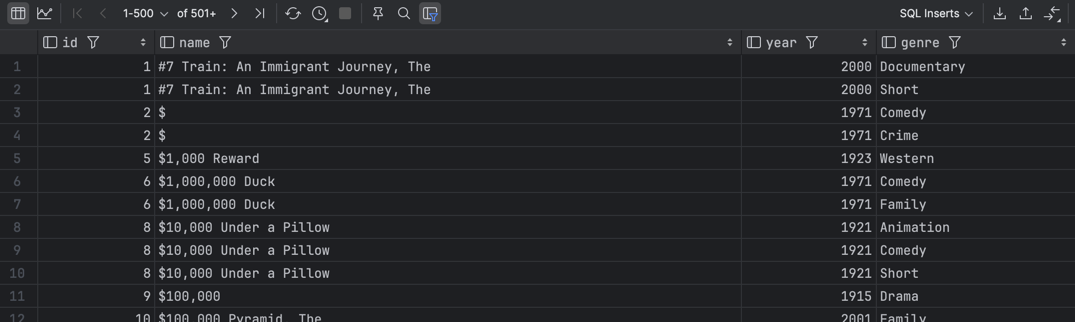 1-500 of 501+ SQL Inserts
id name year genre
1 1 #7 Train: An Immigrant Journey, The 2000 Documentary
2 1 #7 Train: An Immigrant Journey, The 2000 Short
3 2 $ 1971 Comedy
4 2 $ 1971 Crime
5 5 $1,000 Reward 1923 Western
6 6 $1,000,000 Duck 1971 Comedy
7 6 $1,000,000 Duck 1971 Family
8 8 $10,000 Under a Pillow 1921 Animation
9 8 $10,000 Under a Pillow 1921 Comedy
10 8 $10,000 Under a Pillow 1921 Short
11 9 $100,000 1915 Drama
12 10 $100,000 Pyramid, The 2001 Family